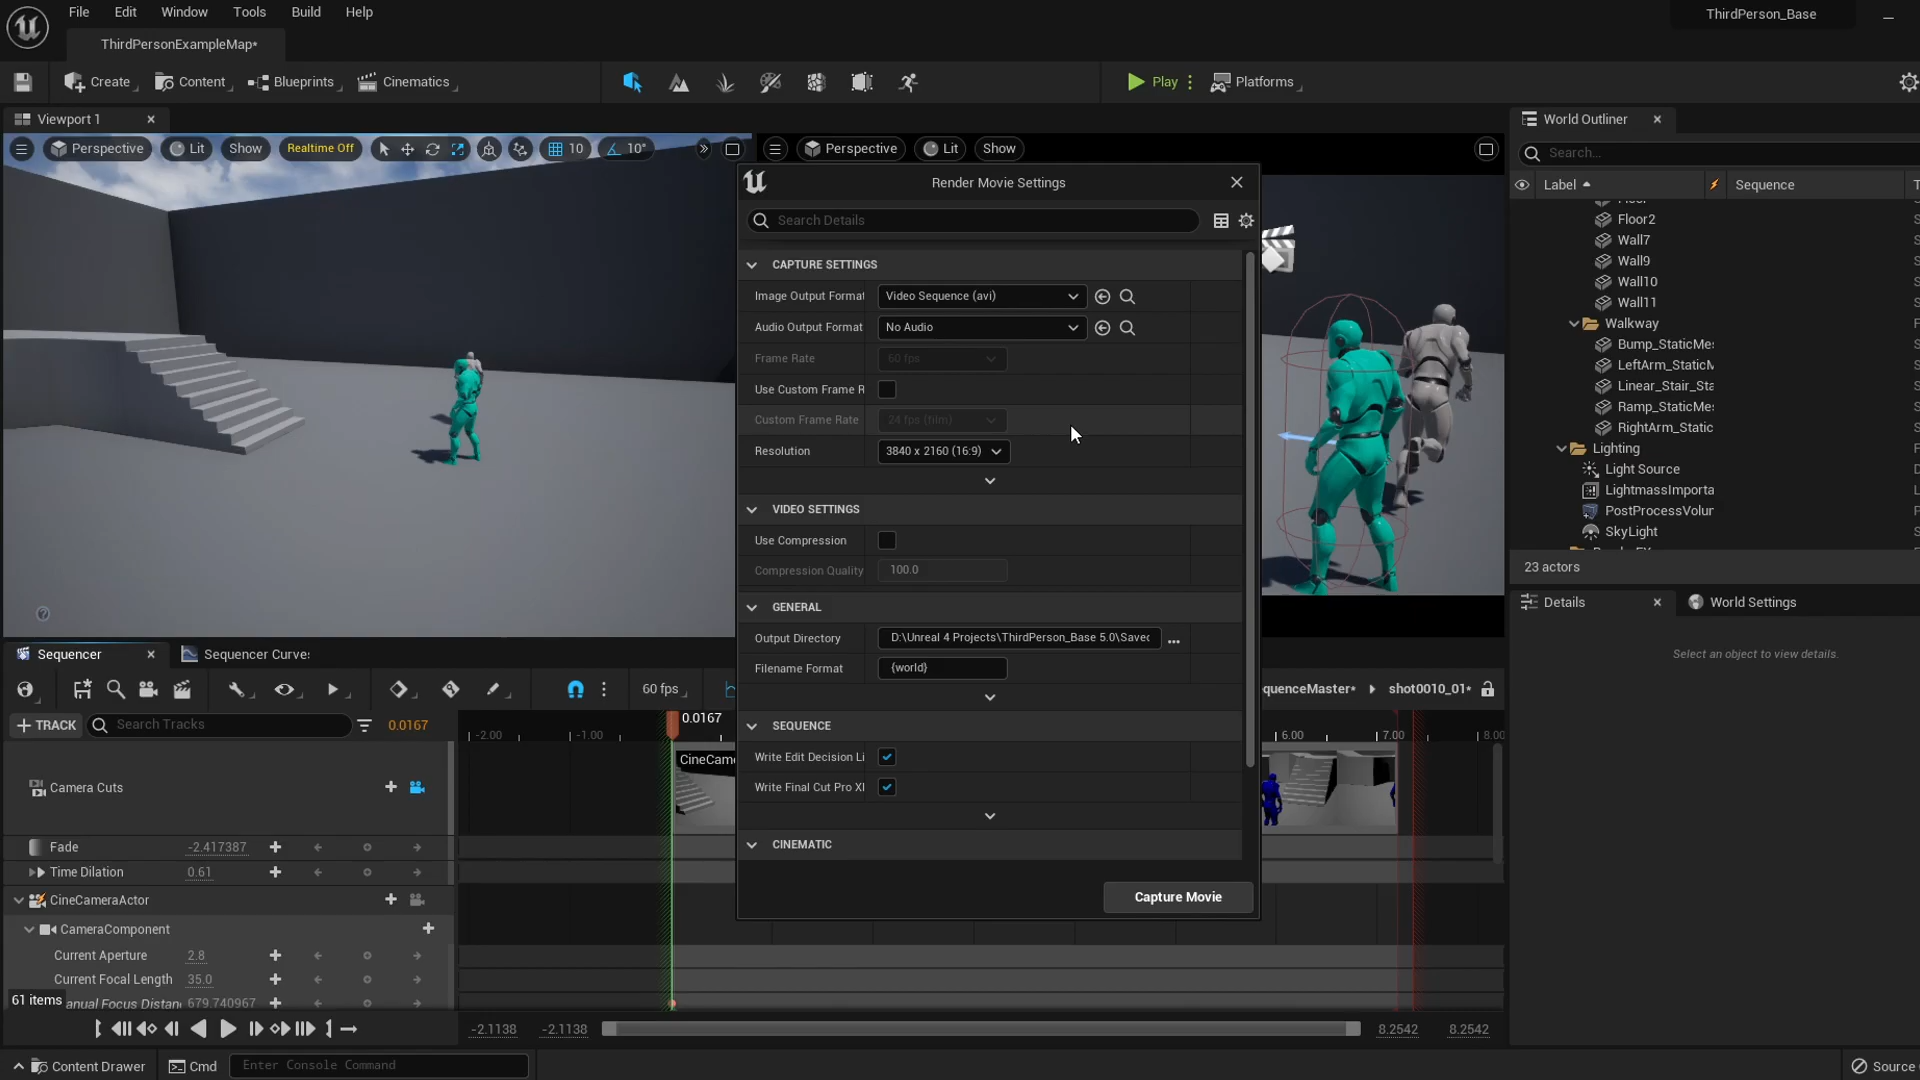 File Edit Window Tools Build Help
ThirdPerson_Base
ThirdPersonExampleMap*
Create Content Blueprints Cinematics Play Platforms
Viewport 1 World Outliner
Perspective Lit Show Realtime Off 10 10° Perspective Lit Show
Search...
Label Sequence
Render Movie Settings
Search Details
CAPTURE SETTINGS
Image Output Format Video Sequence (avi)
Audio Output Format No Audio
Frame Rate 60 fps
Use Custom Frame R
Custom Frame Rate 24 fps (film)
Resolution 3840 x 2160 (16:9)
VIDEO SETTINGS
Use Compression
Compression Quality 100.0
GENERAL
Output Directory D:\Unreal 4 Projects\ThirdPerson_Base 5.0\Saved
Filename Format {world}
SEQUENCE
Write Edit Decision Li
Write Final Cut Pro XI
CINEMATIC
Capture Movie
Floor2
Wall7
Wall9
Wall10
Wall11
Walkway
Bump_StaticMes
LeftArm_StaticM
Linear_Stair_Sta
Ramp_StaticMes
RightArm_Static
Lighting
Light Source
LightmassImporta
PostProcessVolur
SkyLight
23 actors
Details World Settings
Select an object to view details.
Sequencer Sequencer Curves
60 fps quenceMaster* shot0010_01*
TRACK Search Tracks 0.0167
0.0167
-2.00 -1.00 6.00 7.00 8.00
CineCame
Camera Cuts
Fade -2.417387
Time Dilation 0.61
CineCameraActor
CameraComponent
Current Aperture 2.8
Current Focal Length 35.0
61 items anual Focus Distan 679.740967
-2.1138 -2.1138 8.2542 8.2542
Content Drawer Cmd Enter Console Command Source